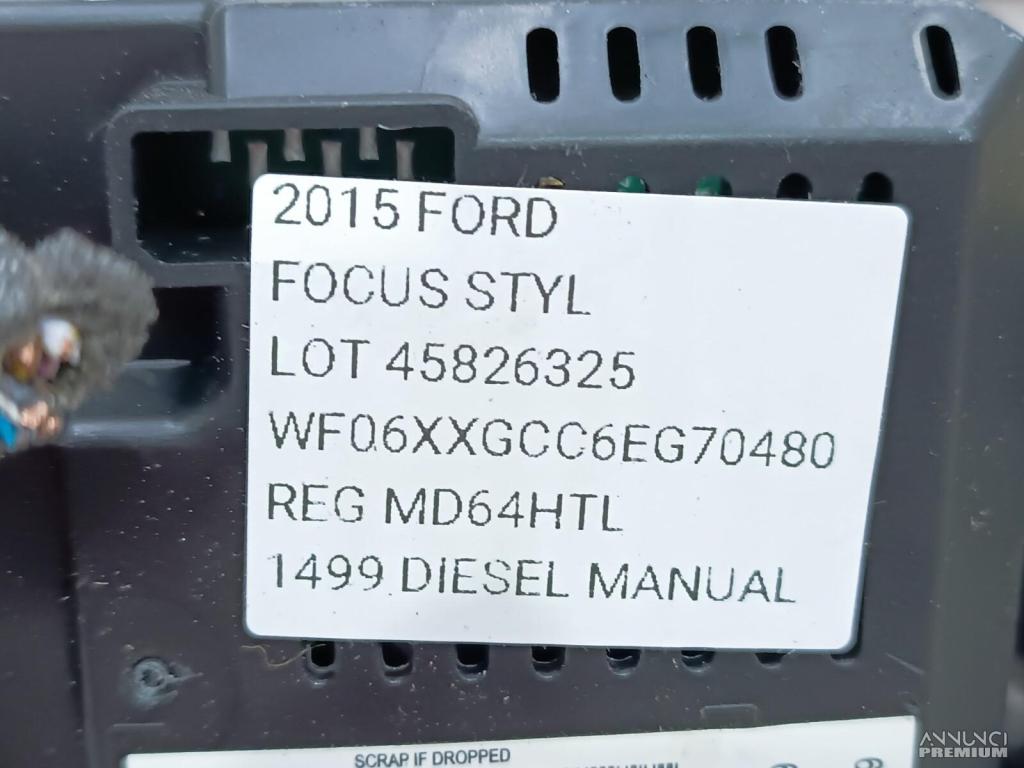 2015 FORD
FOCUS STYL
LOT 45826325
WF06XXGCC6EG70480
REG MD64HTL
1499 DIESEL MANUAL
SCRAP IF DROPPED
ANNUNCI
PREMIUM